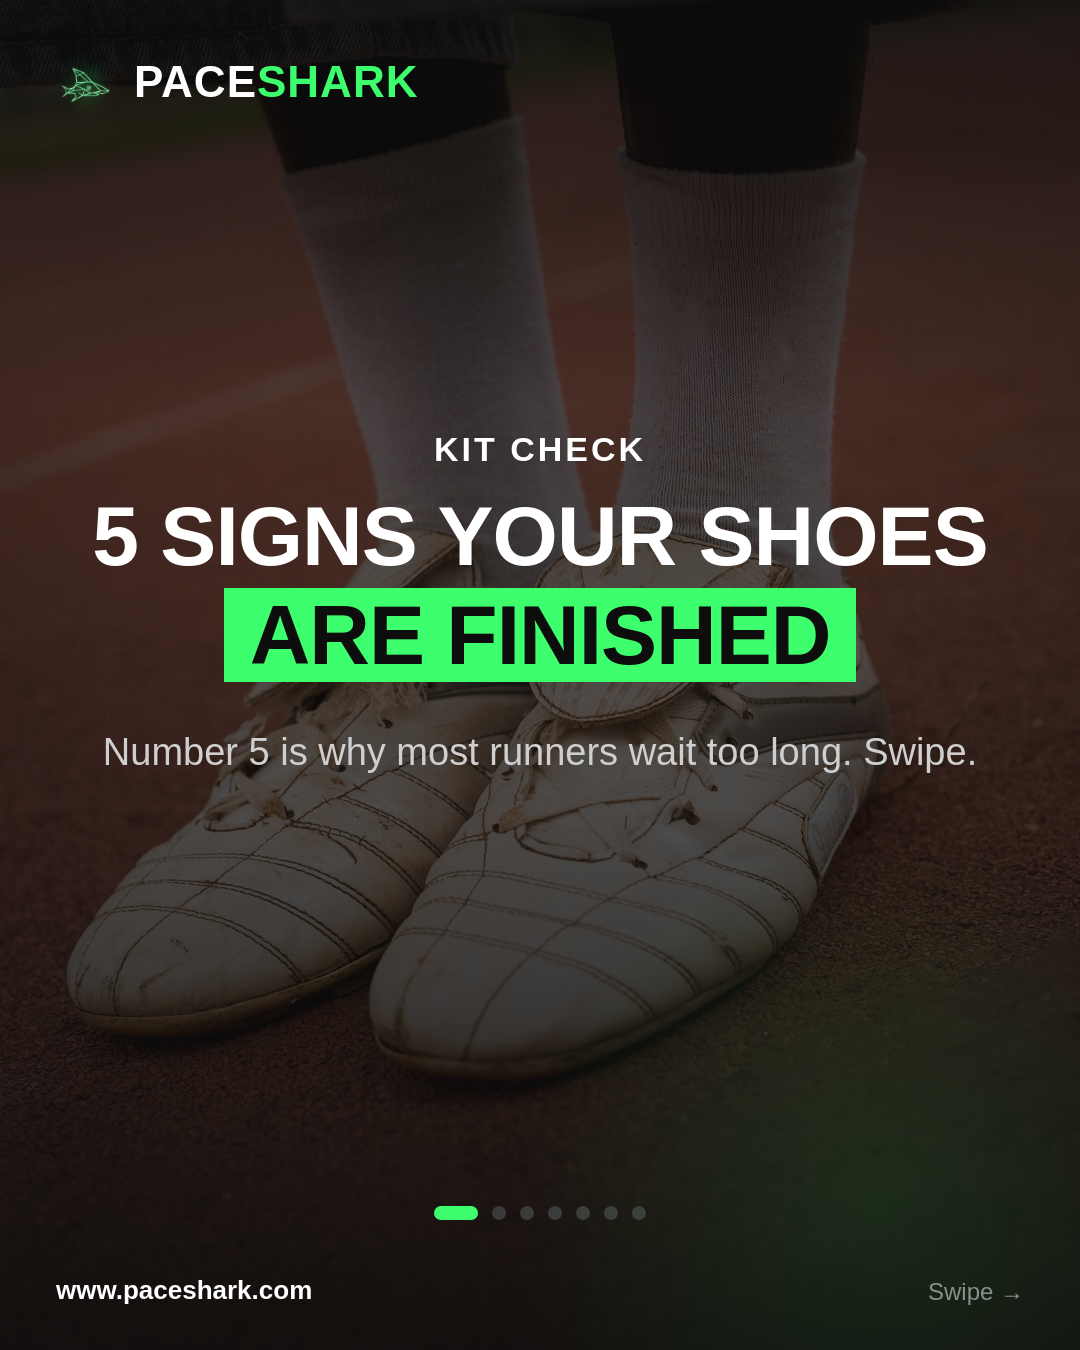 PACESHARK
KIT CHECK
5 SIGNS YOUR SHOES
ARE FINISHED
Number 5 is why most runners wait too long. Swipe.
www.paceshark.com
Swipe →